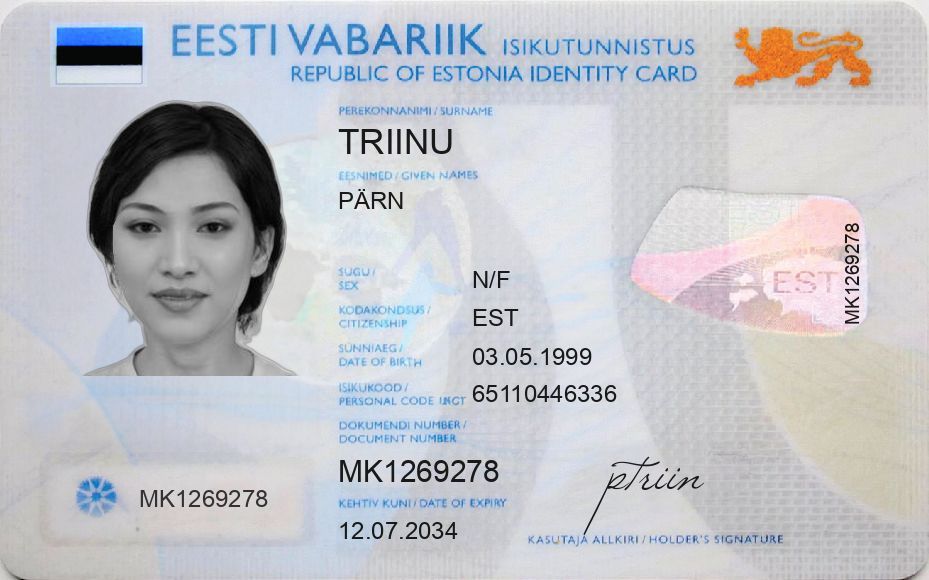 EESTI VABARIIK ISIKUTUNNISTUS
REPUBLIC OF ESTONIA IDENTITY CARD
PEREKONNANIMI / SURNAME
TRIINU
EESNIMED / GIVEN NAMES
PÄRN
SUGU /
SEX
N/F
KODAKONDSUS /
CITIZENSHIP
EST
SÜNNIAEG /
DATE OF BIRTH
03.05.1999
ISIKUKOOD /
PERSONAL CODE
65110446336
DOKUMENDI NUMBER /
DOCUMENT NUMBER
MK1269278
KEHTIV KUNI / DATE OF EXPIRY
12.07.2034
MK1269278
EST
MK1269278
pTriin
KASUTAJA ALLKIRI / HOLDER'S SIGNATURE